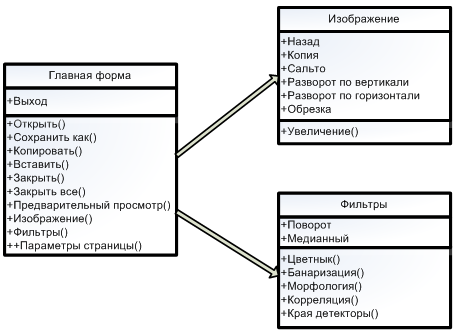 Главная форма
+Выход
+Открыть()
+Сохранить как()
+Копировать()
+Вставить()
+Закрыть()
+Закрыть все()
+Предварительный просмотр()
+Изображение()
+Фильтры()
++Параметры страницы()
Изображение
+Назад
+Копия
+Сальто
+Разворот по вертикали
+Разворот по горизонтали
+Обрезка
+Увеличение()
Фильтры
+Поворот
+Медианный
+Цветнык()
+Банаризация()
+Морфология()
+Корреляция()
+Края детекторы()